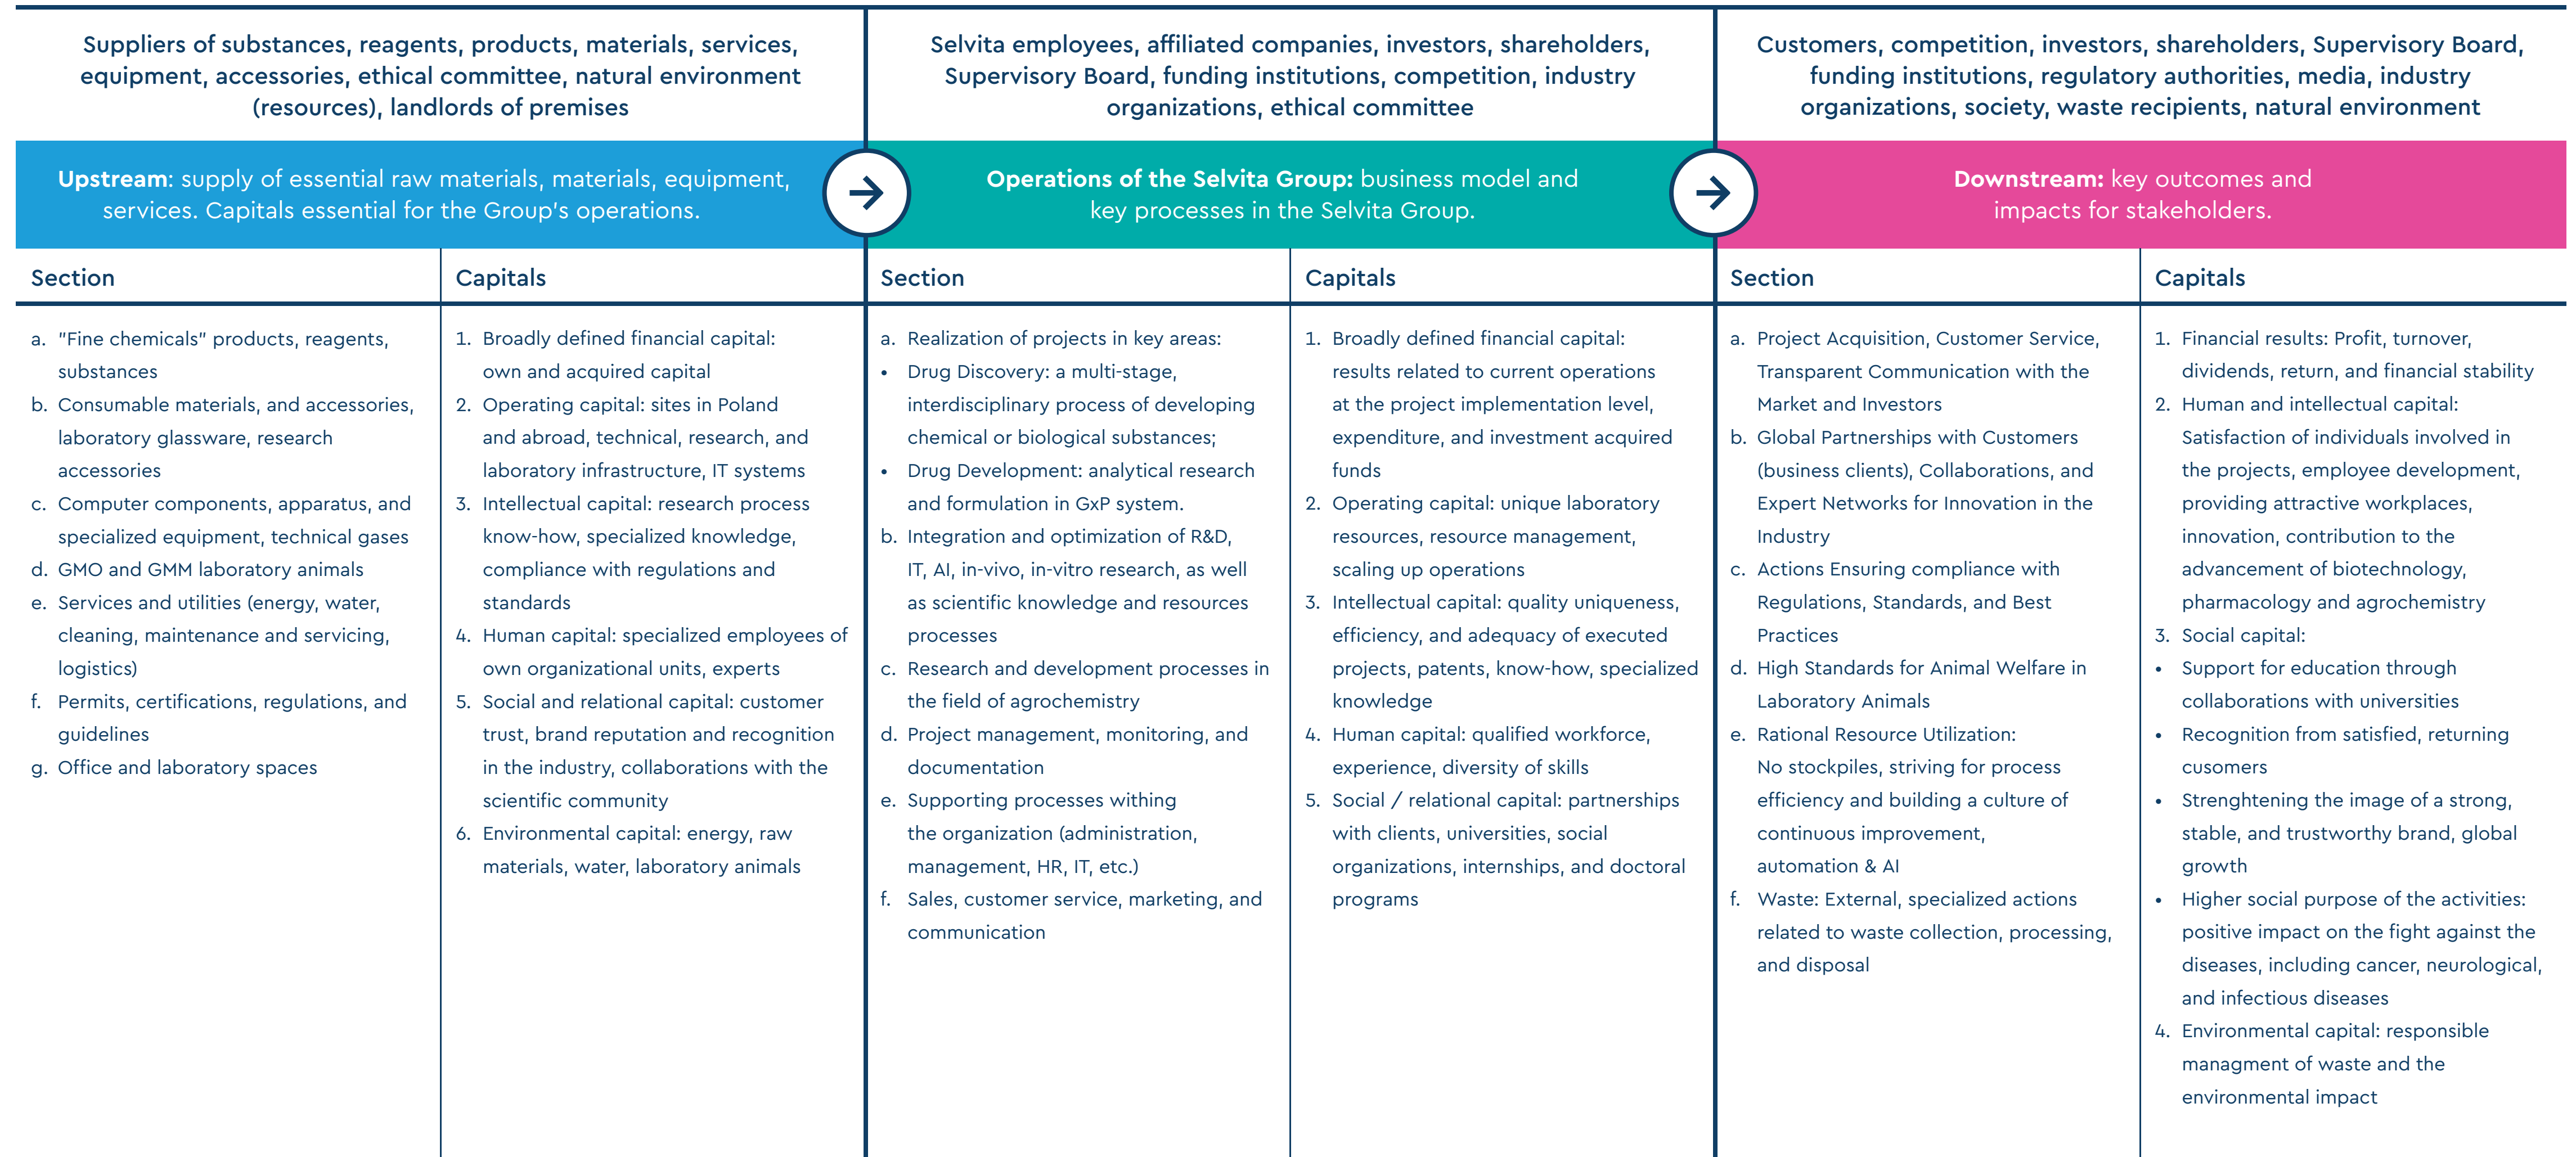 Suppliers of substances, reagents, products, materials, services,
equipment, accessories, ethical committee, natural environment
(resources), landlords of premises
Upstream: supply of essential raw materials, materials, equipment,
services. Capitals essential for the Group's operations.
Section
a. "Fine chemicals" products, reagents,
substances
b. Consumable materials, and accessories,
laboratory glassware, research
accessories
c. Computer components, apparatus, and
specialized equipment, technical gases
d. GMO and GMM laboratory animals
e. Services and utilities (energy, water,
cleaning, maintenance and servicing,
logistics)
f. Permits, certifications, regulations, and
guidelines
g. Office and laboratory spaces
Capitals
1. Broadly defined financial capital:
own and acquired capital
2. Operating capital: sites in Poland
and abroad, technical, research, and
laboratory infrastructure, IT systems
3. Intellectual capital: research process
know-how, specialized knowledge,
compliance with regulations and
standards
4. Human capital: specialized employees of
own organizational units, experts
5. Social and relational capital: customer
trust, brand reputation and recognition
in the industry, collaborations with the
scientific community
6. Environmental capital: energy, raw
materials, water, laboratory animals
Selvita employees, affiliated companies, investors, shareholders,
Supervisory Board, funding institutions, competition, industry
organizations, ethical committee
Operations of the Selvita Group: business model and
key processes in the Selvita Group.
Section
a. Realization of projects in key areas:
• Drug Discovery: a multi-stage,
interdisciplinary process of developing
chemical or biological substances;
• Drug Development: analytical research
and formulation in GxP system.
b. Integration and optimization of R&D,
IT, AI, in-vivo, in-vitro research, as well
as scientific knowledge and resources
processes
c. Research and development processes in
the field of agrochemistry
d. Project management, monitoring, and
documentation
e. Supporting processes withing
the organization (administration,
management, HR, IT, etc.)
f. Sales, customer service, marketing, and
communication
Capitals
1. Broadly defined financial capital:
results related to current operations
at the project implementation level,
expenditure, and investment acquired
funds
2. Operating capital: unique laboratory
resources, resource management,
scaling up operations
3. Intellectual capital: quality uniqueness,
efficiency, and adequacy of executed
projects, patents, know-how, specialized
knowledge
4. Human capital: qualified workforce,
experience, diversity of skills
5. Social / relational capital: partnerships
with clients, universities, social
organizations, internships, and doctoral
programs
Customers, competition, investors, shareholders, Supervisory Board,
funding institutions, regulatory authorities, media, industry
organizations, society, waste recipients, natural environment
Downstream: key outcomes and
impacts for stakeholders.
Section
a. Project Acquisition, Customer Service,
Transparent Communication with the
Market and Investors
b. Global Partnerships with Customers
(business clients), Collaborations, and
Expert Networks for Innovation in the
Industry
c. Actions Ensuring compliance with
Regulations, Standards, and Best
Practices
d. High Standards for Animal Welfare in
Laboratory Animals
e. Rational Resource Utilization:
No stockpiles, striving for process
efficiency and building a culture of
continuous improvement,
automation & AI
f. Waste: External, specialized actions
related to waste collection, processing,
and disposal
Capitals
1. Financial results: Profit, turnover,
dividends, return, and financial stability
2. Human and intellectual capital:
Satisfaction of individuals involved in
the projects, employee development,
providing attractive workplaces,
innovation, contribution to the
advancement of biotechnology,
pharmacology and agrochemistry
3. Social capital:
• Support for education through
collaborations with universities
• Recognition from satisfied, returning
cusomers
• Strenghtening the image of a strong,
stable, and trustworthy brand, global
growth
• Higher social purpose of the activities:
positive impact on the fight against the
diseases, including cancer, neurological,
and infectious diseases
4. Environmental capital: responsible
managment of waste and the
environmental impact